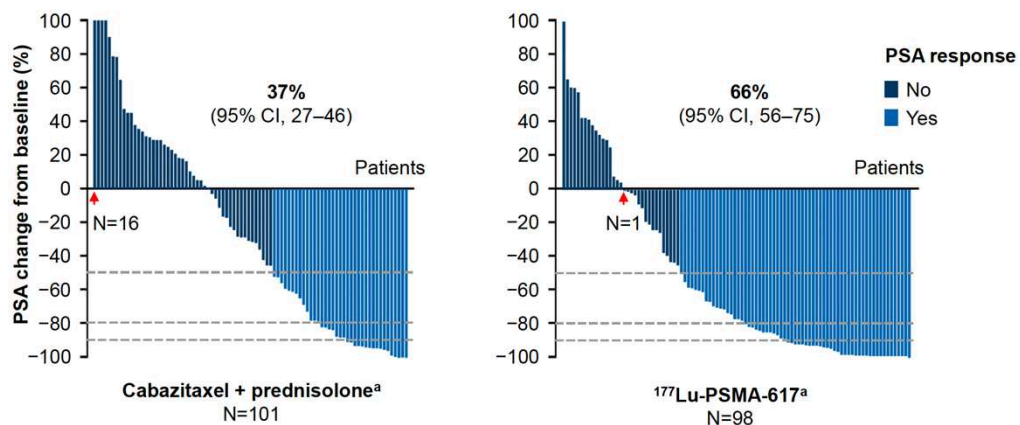 PSA change from baseline (%)
100
80
60
40
20
0
−20
−40
−60
−80
−100
37%
(95% CI, 27–46)
Patients
N=16
Cabazitaxel + prednisoloneᵃ
N=101
100
80
60
40
20
0
−20
−40
−60
−80
−100
66%
(95% CI, 56–75)
Patients
N=1
¹⁷⁷Lu-PSMA-617ᵃ
N=98
PSA response
No
Yes